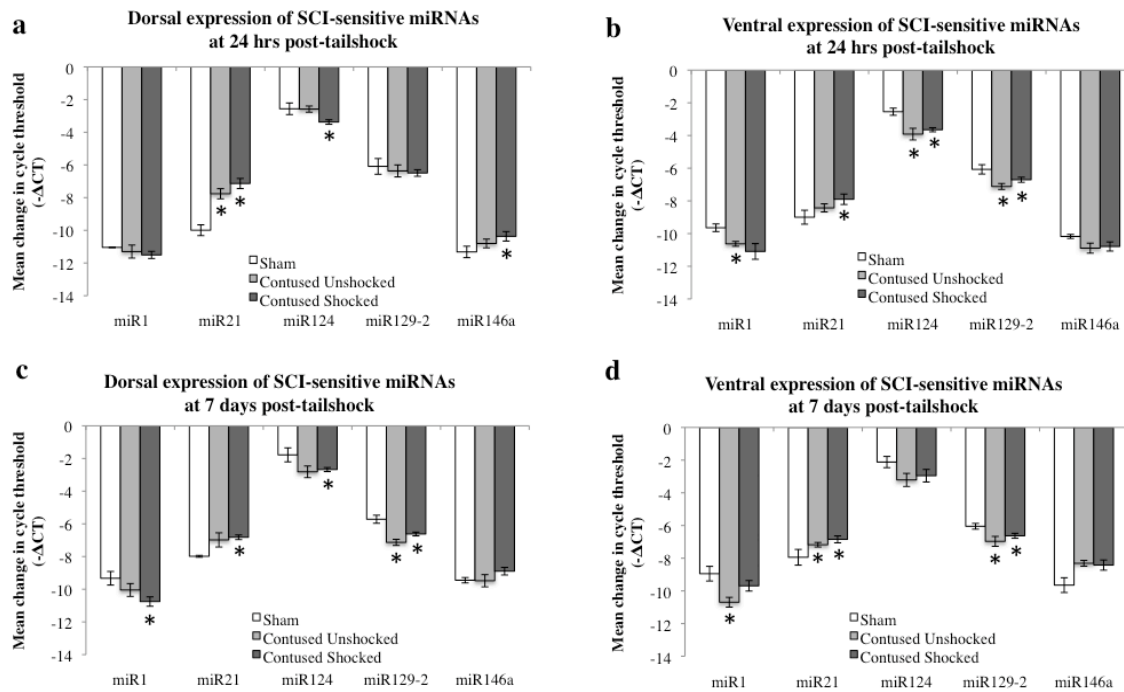 a
Dorsal expression of SCI-sensitive miRNAs
at 24 hrs post-tailshock
Mean change in cycle threshold
(-ΔCT)
0
-2
-4
-6
-8
-10
-12
-14
*
*
*
*
Sham
Contused Unshocked
Contused Shocked
miR1 miR21 miR124 miR129-2 miR146a
b
Ventral expression of SCI-sensitive miRNAs
at 24 hrs post-tailshock
Mean change in cycle threshold
(-ΔCT)
0
-2
-4
-6
-8
-10
-12
-14
*
*
*
*
*
*
Sham
Contused Unshocked
Contused Shocked
miR1 miR21 miR124 miR129-2 miR146a
c
Dorsal expression of SCI-sensitive miRNAs
at 7 days post-tailshock
Mean change in cycle threshold
(-ΔCT)
0
-2
-4
-6
-8
-10
-12
-14
*
*
*
*
*
Sham
Contused Unshocked
Contused Shocked
miR1 miR21 miR124 miR129-2 miR146a
d
Ventral expression of SCI-sensitive miRNAs
at 7 days post-tailshock
Mean change in cycle threshold
(-ΔCT)
0
-2
-4
-6
-8
-10
-12
-14
*
*
*
*
*
Sham
Contused Unshocked
Contused Shocked
miR1 miR21 miR124 miR129-2 miR146a